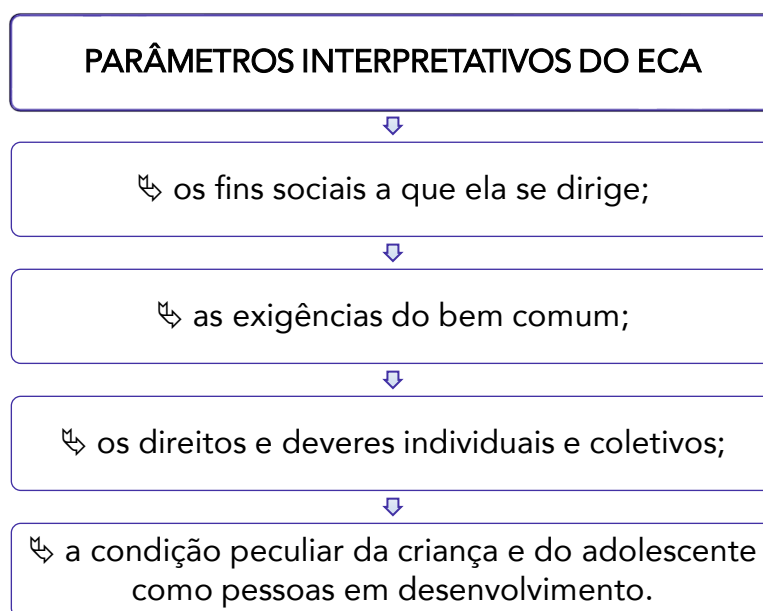 PARÂMETROS INTERPRETATIVOS DO ECA
↳ os fins sociais a que ela se dirige;
↳ as exigências do bem comum;
↳ os direitos e deveres individuais e coletivos;
↳ a condição peculiar da criança e do adolescente
como pessoas em desenvolvimento.